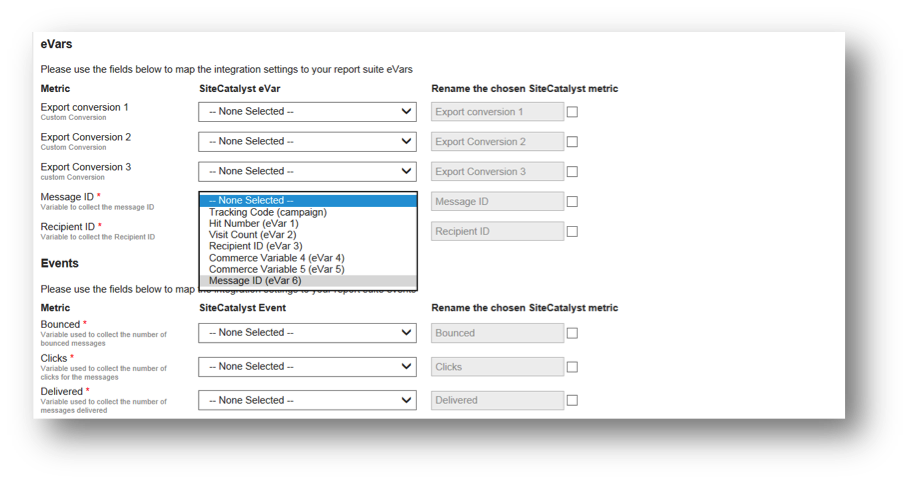 eVars
Please use the fields below to map the integration settings to your report suite eVars
Metric SiteCatalyst eVar Rename the chosen SiteCatalyst metric
Export conversion 1 -- None Selected -- Export conversion 1
Custom Conversion
Export Conversion 2 -- None Selected -- Export Conversion 2
Custom Conversion
Export Conversion 3 -- None Selected -- Export Conversion 3
custom Conversion
Message ID * -- None Selected -- Message ID
Variable to collect the message ID
Tracking Code (campaign)
Hit Number (eVar 1)
Visit Count (eVar 2)
Recipient ID (eVar 3)
Commerce Variable 4 (eVar 4)
Commerce Variable 5 (eVar 5)
Message ID (eVar 6)
Recipient ID * Recipient ID
Variable to collect the Recipient ID
Events
Please use the fields below to map the integration settings to your report suite events
Metric SiteCatalyst Event Rename the chosen SiteCatalyst metric
Bounced * -- None Selected -- Bounced
Variable used to collect the number of
bounced messages
Clicks * -- None Selected -- Clicks
Variable used to collect the number of
clicks for the messages
Delivered * -- None Selected -- Delivered
Variable used to collect the number of
messages delivered